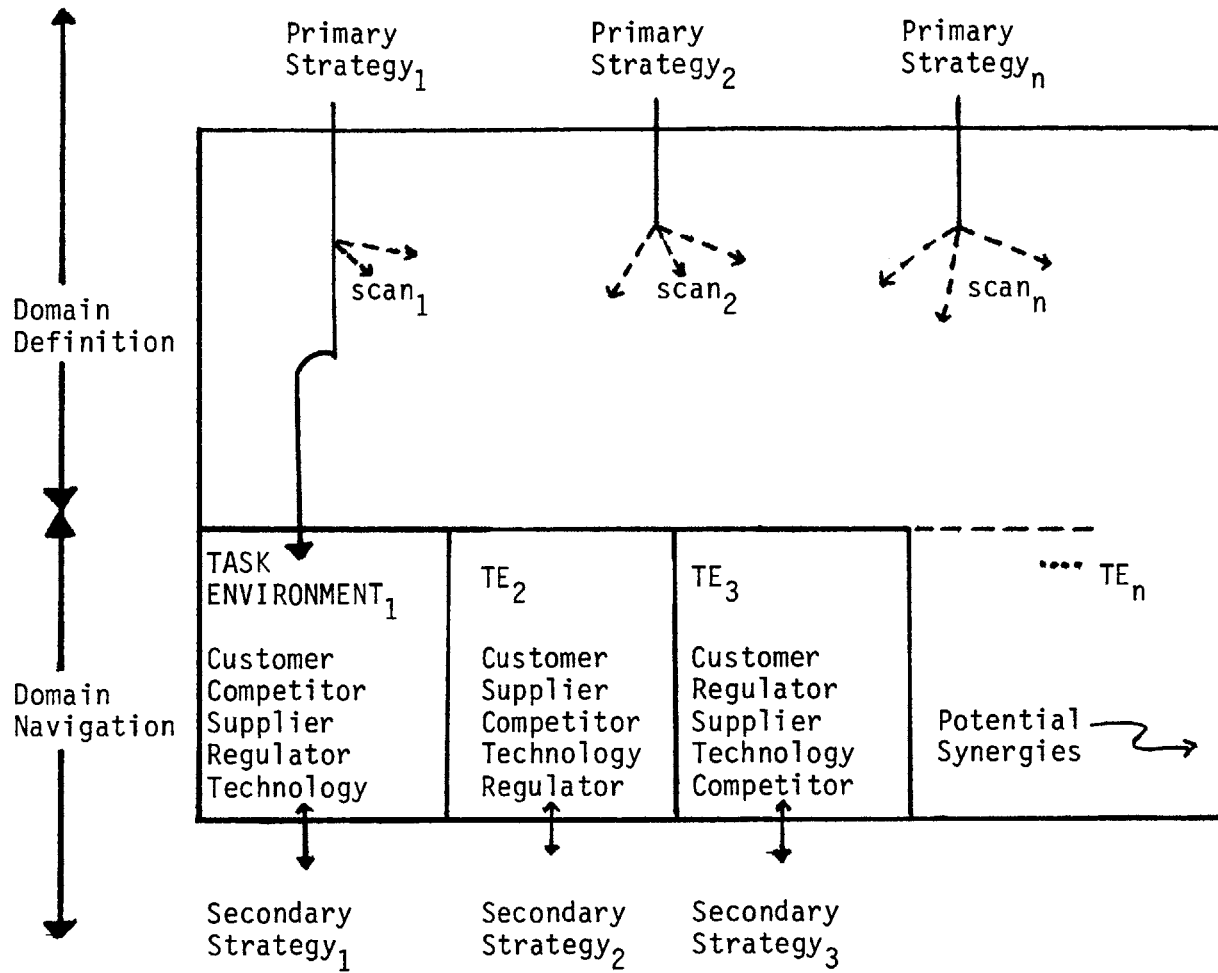 Primary
Strategy₁
Primary
Strategy₂
Primary
Strategyₙ
scan₁
scan₂
scanₙ
Domain
Definition
TASK
ENVIRONMENT₁
Customer
Competitor
Supplier
Regulator
Technology
TE₂
Customer
Supplier
Competitor
Technology
Regulator
TE₃
Customer
Regulator
Supplier
Technology
Competitor
TEₙ
Potential
Synergies
Domain
Navigation
Secondary
Strategy₁
Secondary
Strategy₂
Secondary
Strategy₃